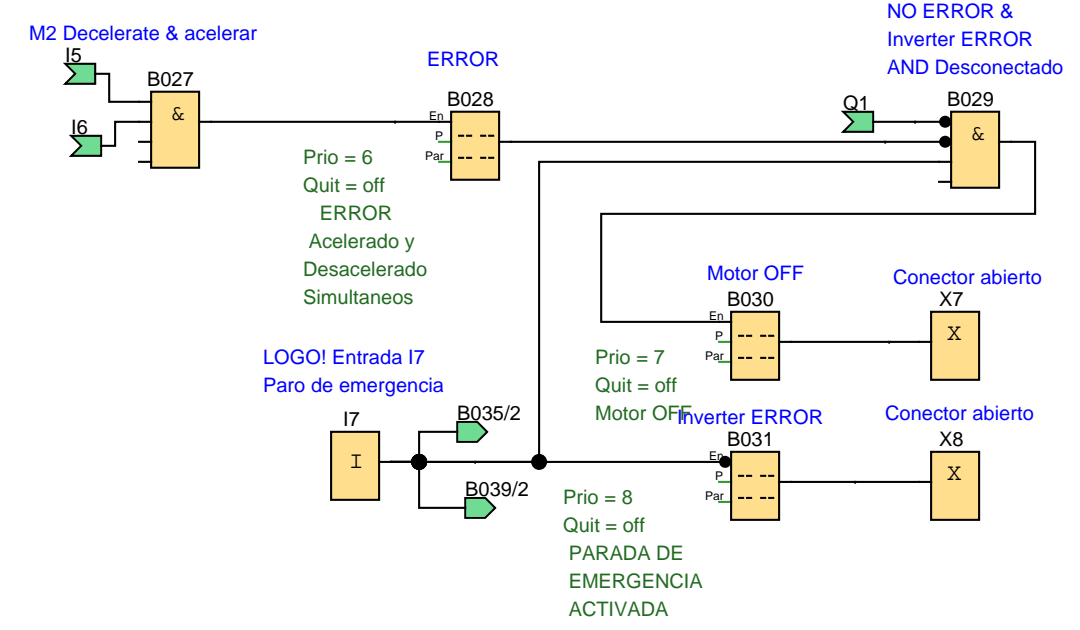 NO ERROR &
Inverter ERROR
AND Desconectado
M2 Decelerate & acelerar
I5
B027
&
I6
ERROR
B028
En
P
Par
Prio = 6
Quit = off
ERROR
Acelerado y
Desacelerado
Simultaneos
Q1
B029
&
Motor OFF
B030
En
P
Par
Prio = 7
Quit = off
Motor OFF
Conector abierto
X7
X
LOGO! Entrada I7
Paro de emergencia
I7
I
B035/2
B039/2
Inverter ERROR
B031
En
P
Par
Prio = 8
Quit = off
PARADA DE
EMERGENCIA
ACTIVADA
Conector abierto
X8
X